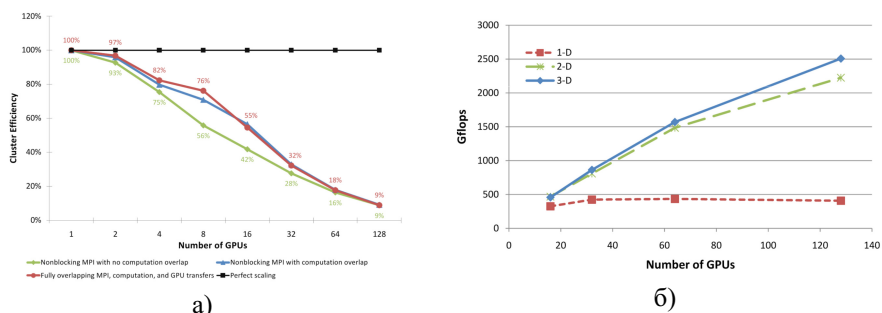 120%
100%
80%
60%
40%
20%
0%
Cluster Efficiency
100% 97%
100% 93%
82%
75%
76%
56%
55%
42%
32%
28%
18%
16%
9%
9%
1 2 4 8 16 32 64 128
Number of GPUs
Nonblocking MPI with no computation overlap Nonblocking MPI with computation overlap
Fully overlapping MPI, computation, and GPU transfers Perfect scaling
а)
3000
2500
2000
1500
1000
500
0
Gflops
1-D
2-D
3-D
0 20 40 60 80 100 120 140
Number of GPUs
б)